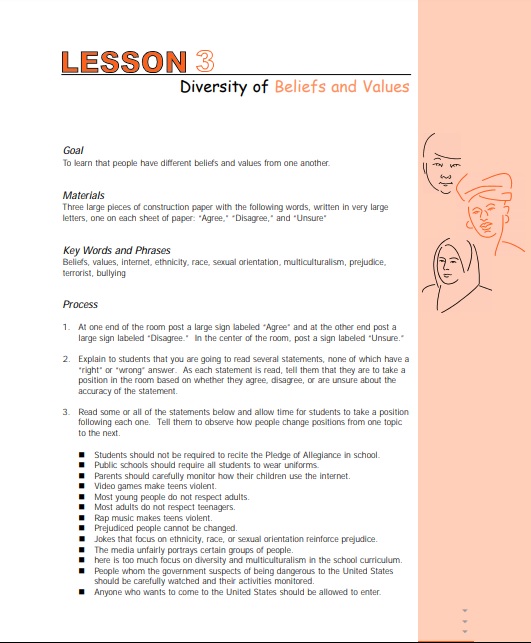 LESSON 3
Diversity of Beliefs and Values
Goal
To learn that people have different beliefs and values from one another.
Materials
Three large pieces of construction paper with the following words, written in very large
letters, one on each sheet of paper: "Agree," "Disagree," and "Unsure"
Key Words and Phrases
Beliefs, values, internet, ethnicity, race, sexual orientation, multiculturalism, prejudice,
terrorist, bullying
Process
1. At one end of the room post a large sign labeled "Agree" and at the other end post a
large sign labeled "Disagree." In the center of the room, post a sign labeled "Unsure."
2. Explain to students that you are going to read several statements, none of which have a
"right" or "wrong" answer. As each statement is read, tell them that they are to take a
position in the room based on whether they agree, disagree, or are unsure about the
accuracy of the statement.
3. Read some or all of the statements below and allow time for students to take a position
following each one. Tell them to observe how people change positions from one topic
to the next.
■ Students should not be required to recite the Pledge of Allegiance in school.
■ Public schools should require all students to wear uniforms.
■ Parents should carefully monitor how their children use the internet.
■ Video games make teens violent.
■ Most young people do not respect adults.
■ Most adults do not respect teenagers.
■ Rap music makes teens violent.
■ Prejudiced people cannot be changed.
■ Jokes that focus on ethnicity, race, or sexual orientation reinforce prejudice.
■ The media unfairly portrays certain groups of people.
■ here is too much focus on diversity and multiculturalism in the school curriculum.
■ People whom the government suspects of being dangerous to the United States
should be carefully watched and their activities monitored.
■ Anyone who wants to come to the United States should be allowed to enter.